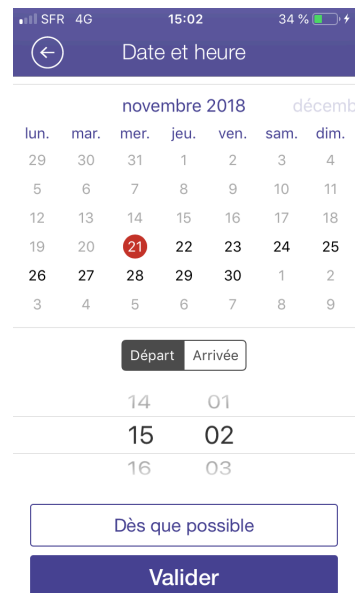 SFR 4G 15:02 34 %
Date et heure
novembre 2018 décemb
lun. mar. mer. jeu. ven. sam. dim.
29 30 31 1 2 3 4
5 6 7 8 9 10 11
12 13 14 15 16 17 18
19 20 21 22 23 24 25
26 27 28 29 30 1 2
3 4 5 6 7 8 9
Départ Arrivée
14 01
15 02
16 03
Dès que possible
Valider